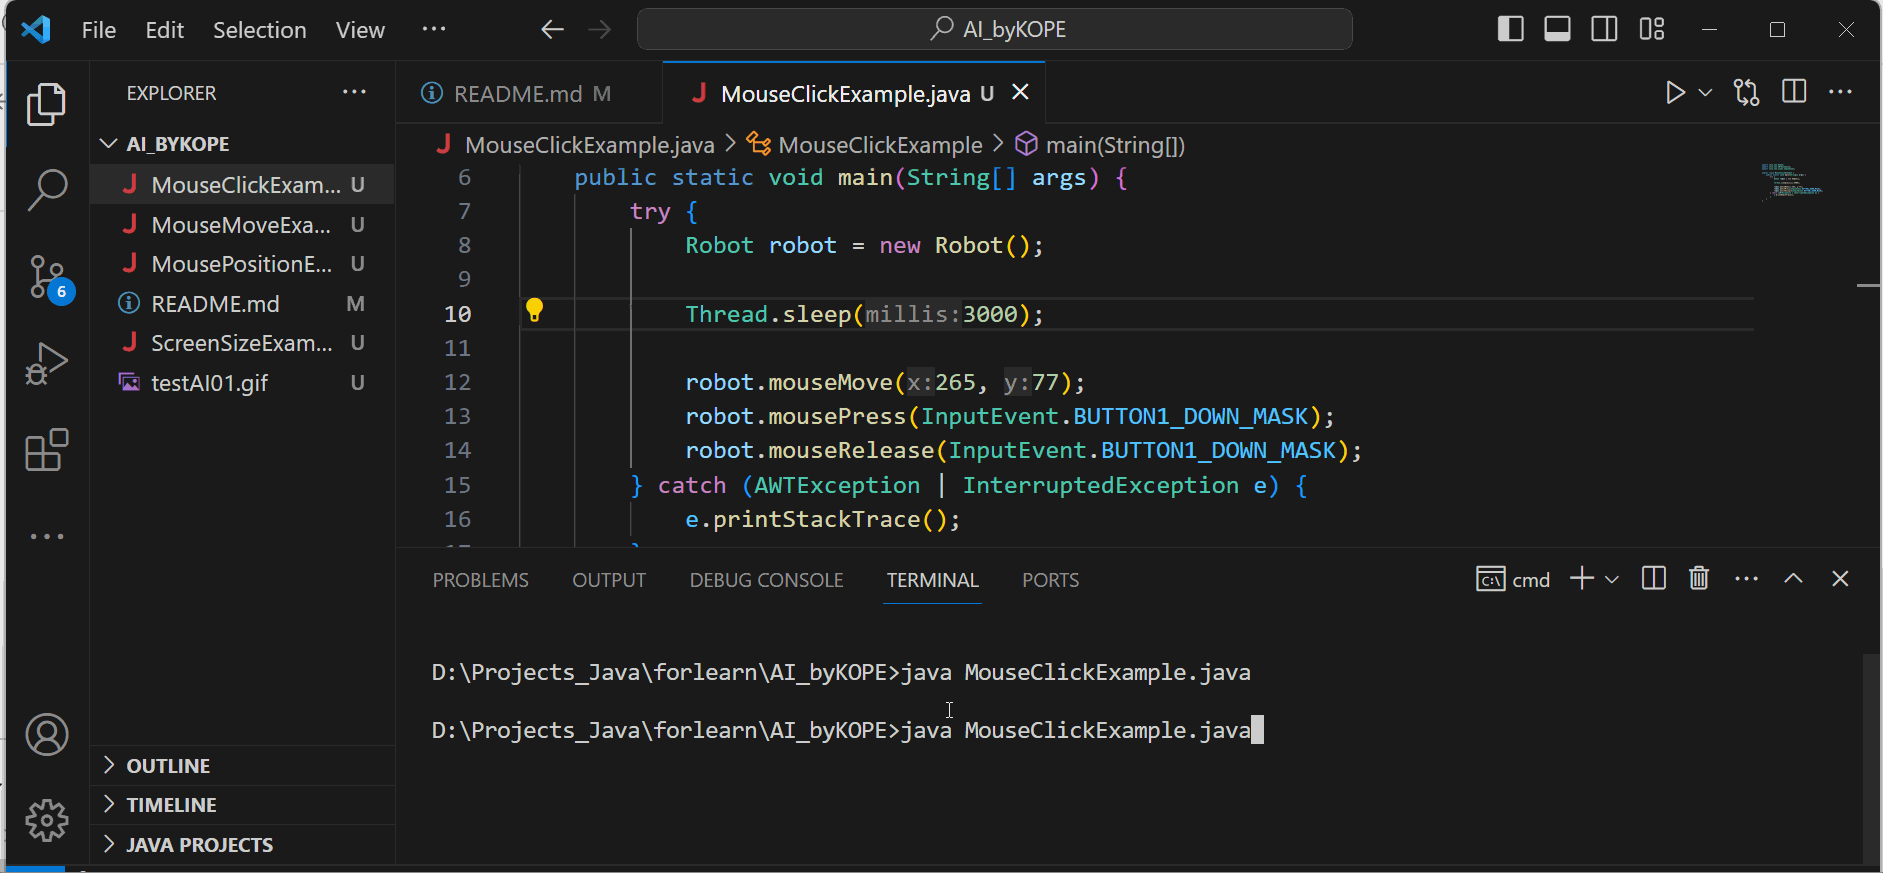 File Edit Selection View ··· AI_byKOPE
EXPLORER ···
AI_BYKOPE
MouseClickExam... U
MouseMoveExa... U
MousePositionE... U
README.md M
ScreenSizeExam... U
testAI01.gif U
6
OUTLINE
TIMELINE
JAVA PROJECTS
README.md M MouseClickExample.java U
MouseClickExample.java > MouseClickExample > main(String[])
6 public static void main(String[] args) {
7 try {
8 Robot robot = new Robot();
9
10 Thread.sleep(millis:3000);
11
12 robot.mouseMove(x:265, y:77);
13 robot.mousePress(InputEvent.BUTTON1_DOWN_MASK);
14 robot.mouseRelease(InputEvent.BUTTON1_DOWN_MASK);
15 } catch (AWTException | InterruptedException e) {
16 e.printStackTrace();
PROBLEMS OUTPUT DEBUG CONSOLE TERMINAL PORTS cmd
D:\Projects_Java\forlearn\AI_byKOPE>java MouseClickExample.java
D:\Projects_Java\forlearn\AI_byKOPE>java MouseClickExample.java